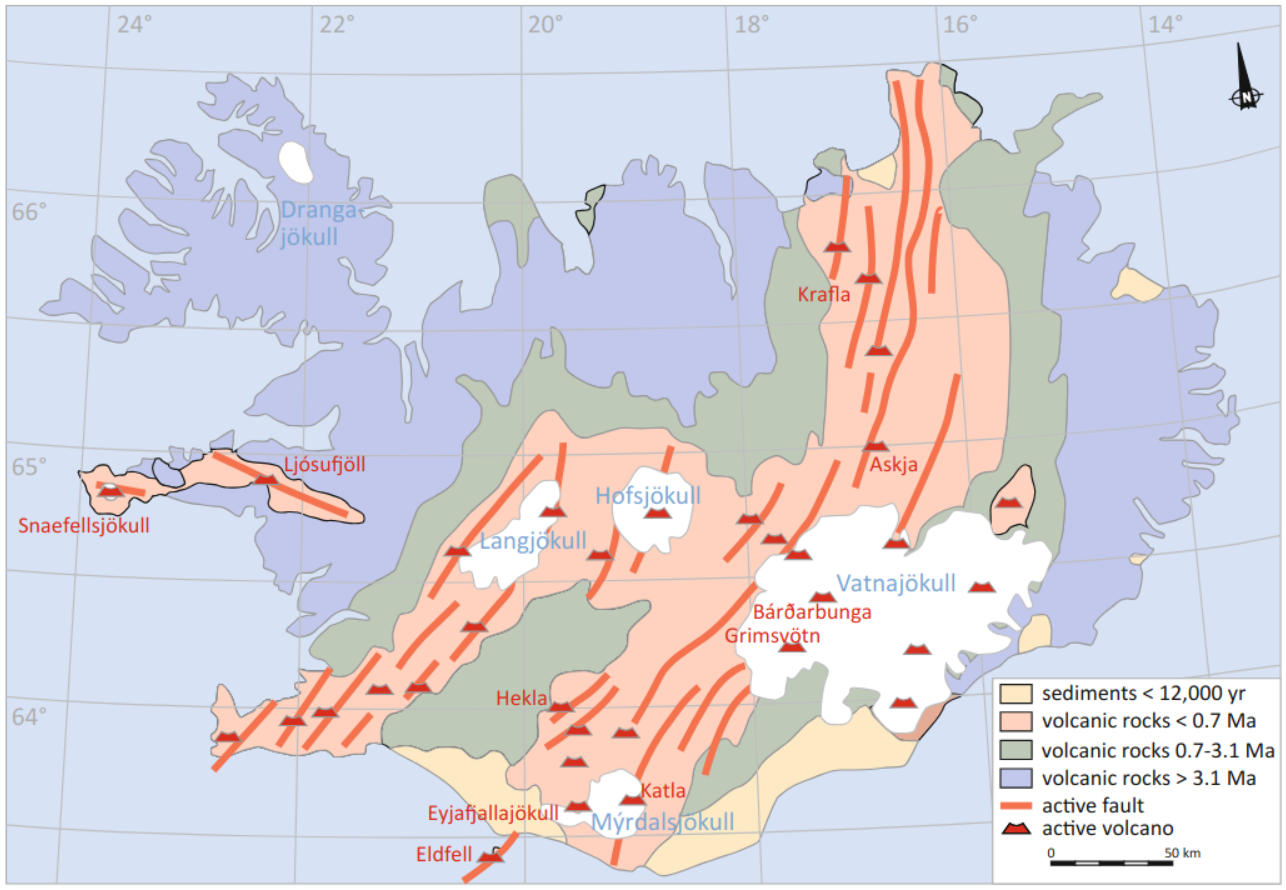 24°
22°
20°
18°
16°
14°
N
66°
Dranga-
jökull
Krafla
65°
Ljósufjöll
Snaefellsjökull
Askja
Hofsjökull
Langjökull
Vatnajökull
Bárðarbunga
Grimsvötn
64°
Hekla
Katla
Eyjafjallajökull
Mýrdalsjökull
Eldfell
sediments < 12,000 yr
volcanic rocks < 0.7 Ma
volcanic rocks 0.7-3.1 Ma
volcanic rocks > 3.1 Ma
active fault
active volcano
0 50 km